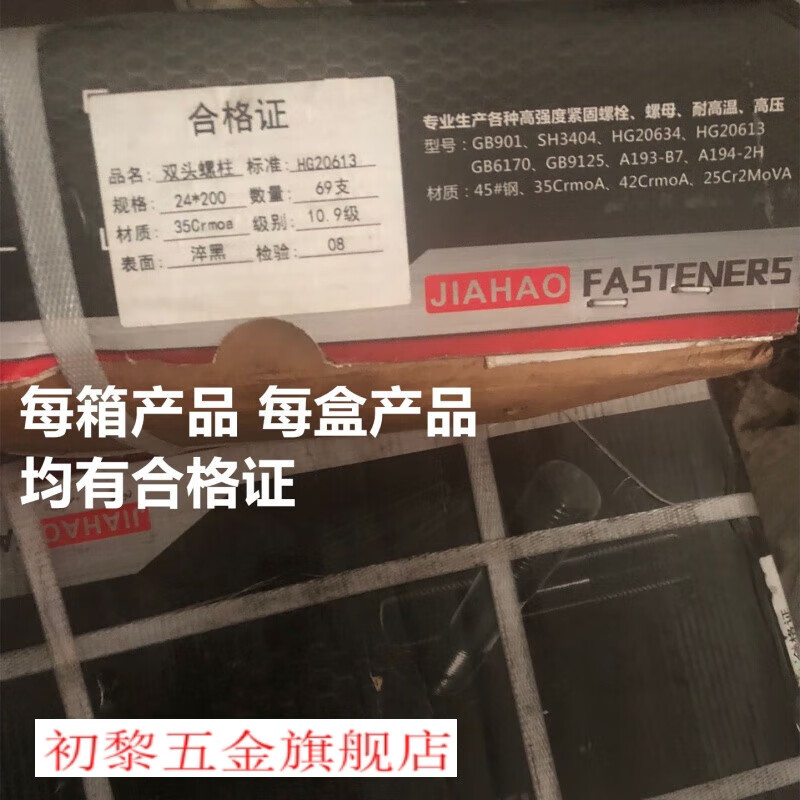 合格证
品名: 双头螺柱 标准: HG20613
规格: 24*200 数量: 69支
材质: 35Crmoa 级别: 10.9级
表面: 淬黑 检验: 08
专业生产各种高强度紧固螺栓、螺母、耐高温、高压
型号: GB901、SH3404、HG20634、HG20613
GB6170、GB9125、A193-B7、A194-2H
材质: 45#钢、35CrmoA、42CrmoA、25Cr2MoVA
JIAHAO FASTENERS
每箱产品 每盒产品
均有合格证
JIAHAO
合格证
初黎五金旗舰店